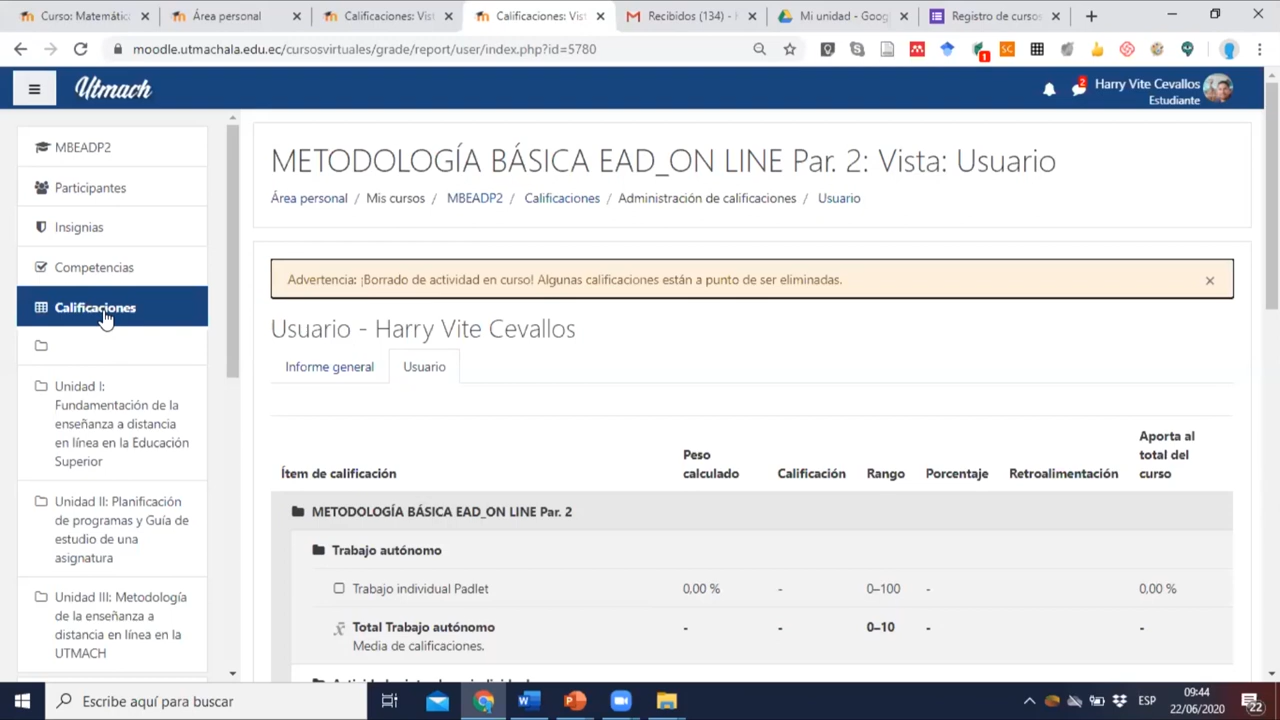 Curso: Matemátic
Área personal
Calificaciones: Vist
Calificaciones: Vist
Recibidos (134) -
Mi unidad - Goog
Registro de cursos
moodle.utmachala.edu.ec/cursosvirtuales/grade/report/user/index.php?id=5780
1
SC
Utmach
2
Harry Vite Cevallos
Estudiante
MBEADP2
Participantes
Insignias
Competencias
Calificaciones
Unidad I:
Fundamentación de la
enseñanza a distancia
en línea en la Educación
Superior
Unidad II: Planificación
de programas y Guía de
estudio de una
asignatura
Unidad III: Metodología
de la enseñanza a
distancia en línea en la
UTMACH
METODOLOGÍA BÁSICA EAD_ON LINE Par. 2: Vista: Usuario
Área personal / Mis cursos / MBEADP2 / Calificaciones / Administración de calificaciones / Usuario
Advertencia: ¡Borrado de actividad en curso! Algunas calificaciones están a punto de ser eliminadas. ×
Usuario - Harry Vite Cevallos
Informe general Usuario
Ítem de calificación Peso calculado Calificación Rango Porcentaje Retroalimentación Aporta al total del curso
METODOLOGÍA BÁSICA EAD_ON LINE Par. 2
Trabajo autónomo
Trabajo individual Padlet 0,00 % - 0–100 - 0,00 %
Total Trabajo autónomo - - 0–10 - -
Media de calificaciones.
Escribe aquí para buscar
ESP
09:44
22/06/2020
22